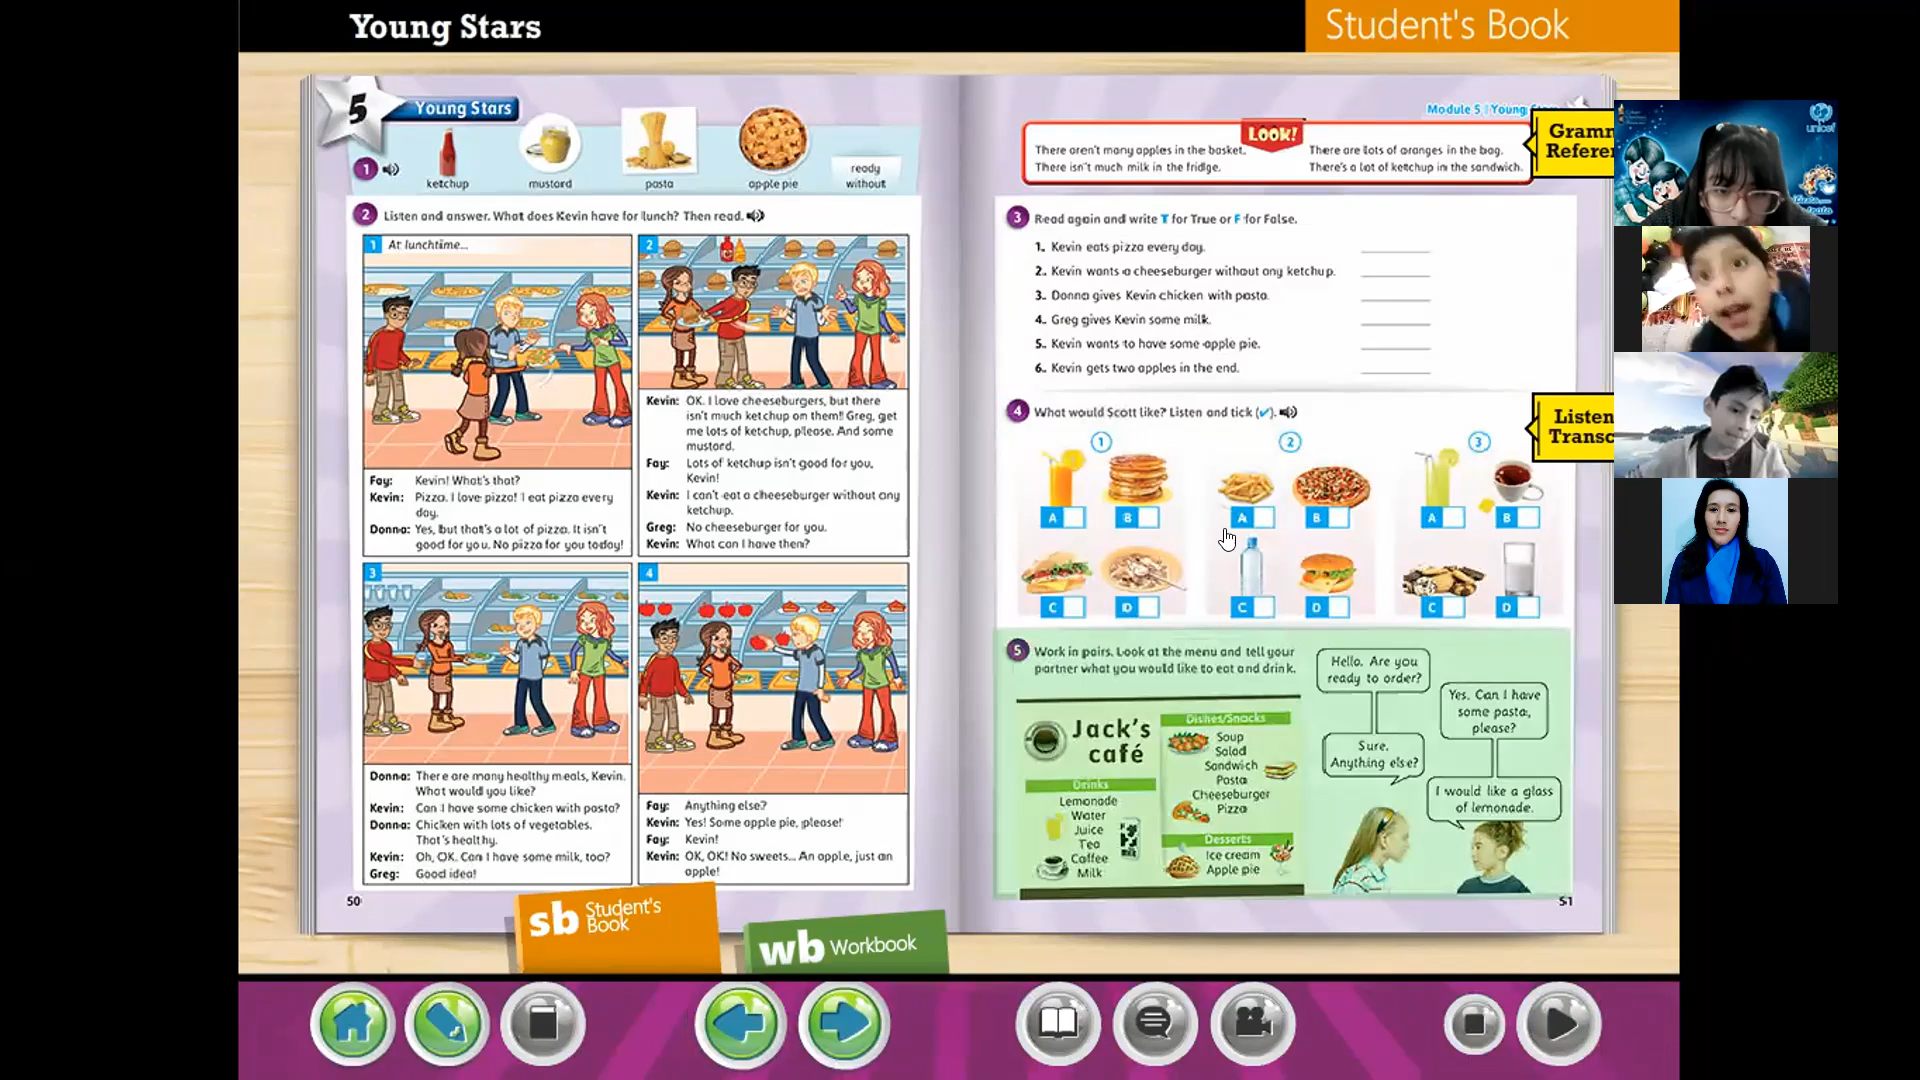 Young Stars
Student's Book
5
Young Stars
1
ketchup
mustard
pasta
apple pie
ready
without
2 Listen and answer. What does Kevin have for lunch? Then read.
1 At lunchtime...
Fay: Kevin! What's that?
Kevin: Pizza. I love pizza! I eat pizza every
day.
Donna: Yes, but that's a lot of pizza. It isn't
good for you. No pizza for you today!
2
Kevin: OK. I love cheeseburgers, but there
isn't much ketchup on them! Greg, get
me lots of ketchup, please. And some
mustard.
Fay: Lots of ketchup isn't good for you,
Kevin!
Kevin: I can't eat a cheeseburger without any
ketchup.
Greg: No cheeseburger for you.
Kevin: What can I have then?
3
Donna: There are many healthy meals, Kevin.
What would you like?
Kevin: Can I have some chicken with pasta?
Donna: Chicken with lots of vegetables.
That's healthy.
Kevin: Oh, OK. Can I have some milk, too?
Greg: Good idea!
4
Fay: Anything else?
Kevin: Yes! Some apple pie, please!
Fay: Kevin!
Kevin: OK, OK! No sweets... An apple, just an
apple!
50
Module 5 Young
LOOK!
There aren't many apples in the basket.
There isn't much milk in the fridge.
There are lots of oranges in the bag.
There's a lot of ketchup in the sandwich.
Gramm
Referen
3 Read again and write T for True or F for False.
1. Kevin eats pizza every day.
2. Kevin wants a cheeseburger without any ketchup.
3. Donna gives Kevin chicken with pasta.
4. Greg gives Kevin some milk.
5. Kevin wants to have some apple pie.
6. Kevin gets two apples in the end.
4 What would Scott like? Listen and tick (✓).
Listen
Transc
1 2 3
A B A B A B
C D C D C D
5 Work in pairs. Look at the menu and tell your
partner what you would like to eat and drink.
Jack's
café
Drinks
Lemonade
Water
Juice
Tea
Coffee
Milk
Dishes/Snacks
Soup
Salad
Sandwich
Pasta
Cheeseburger
Pizza
Desserts
Ice cream
Apple pie
Hello. Are you
ready to order?
Yes. Can I have
some pasta,
please?
Sure.
Anything else?
I would like a glass
of lemonade.
51
sb Student's
Book
wb Workbook
unicef